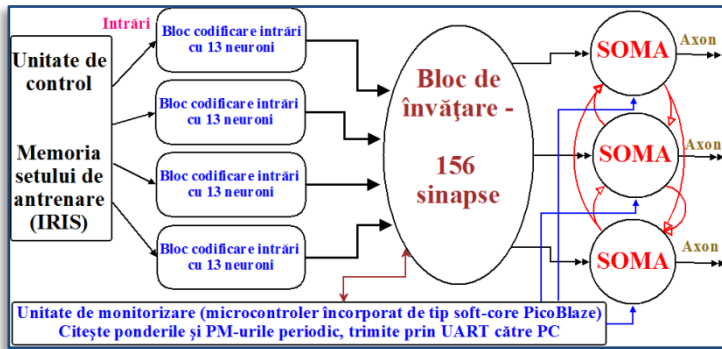 Intrări
Unitate de
control
Memoria
setului de
antrenare
(IRIS)
Bloc codificare intrări
cu 13 neuroni
Bloc codificare intrări
cu 13 neuroni
Bloc codificare intrări
cu 13 neuroni
Bloc codificare intrări
cu 13 neuroni
Bloc de
învăţare -
156
sinapse
SOMA
Axon
SOMA
Axon
SOMA
Axon
Unitate de monitorizare (microcontroler încorporat de tip soft-core PicoBlaze)
Citeşte ponderile şi PM-urile periodic, trimite prin UART către PC